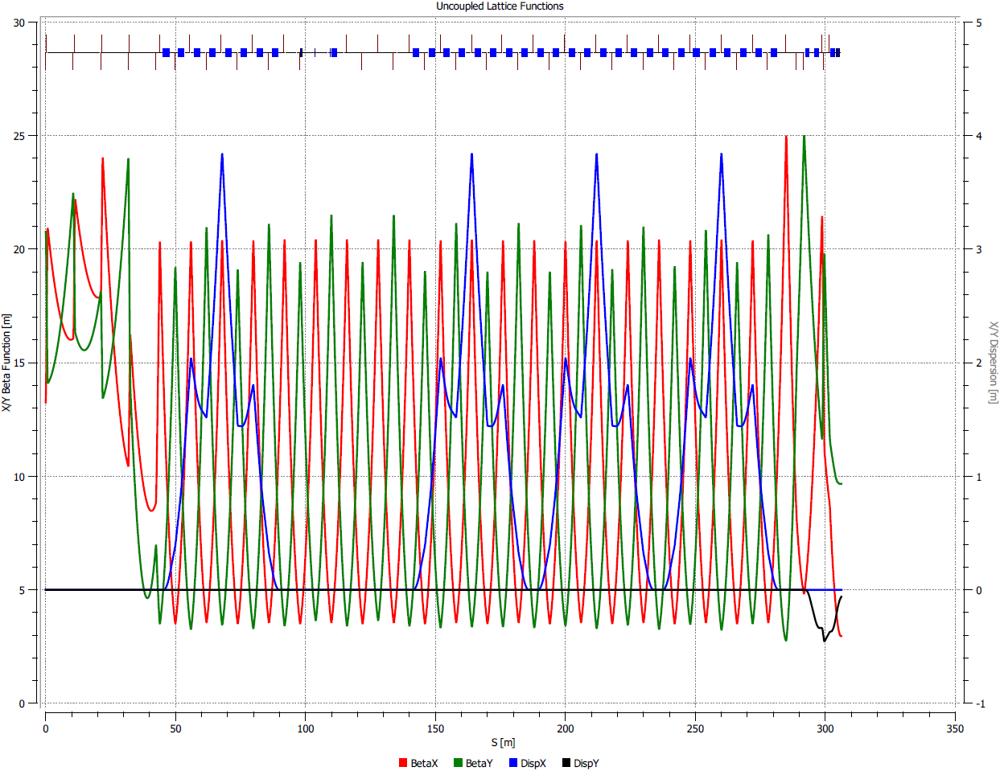 Uncoupled Lattice Functions
30
25
20
15
10
5
0
X/Y Beta Function [m]
5
4
3
2
1
0
-1
X/Y Dispersion [m]
0 50 100 150 200 250 300 350
S [m]
BetaX BetaY DispX DispY